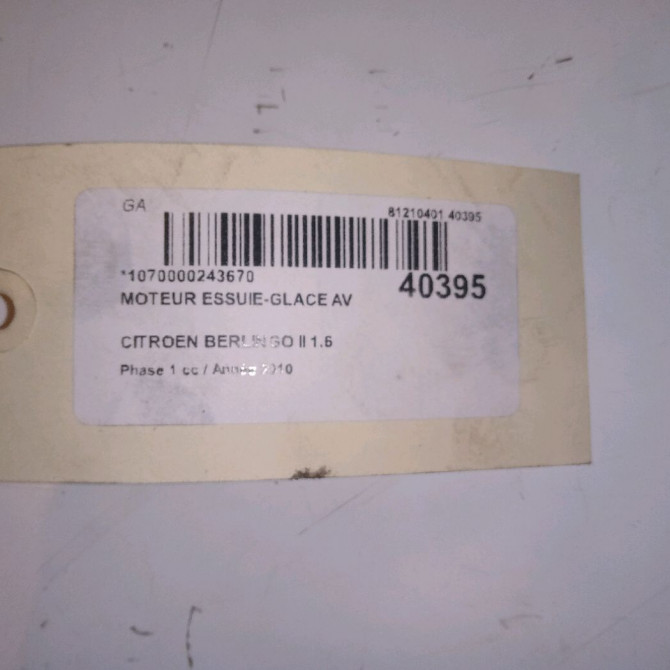 GA
81210401 40395
*1070000243670
40395
MOTEUR ESSUIE-GLACE AV
CITROEN BERLINGO II 1.6
Phase 1 cc / Année 2010